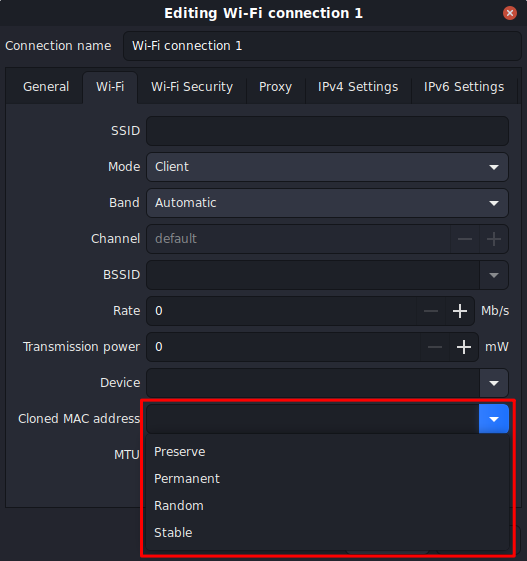 Editing Wi-Fi connection 1
Connection name Wi-Fi connection 1
General Wi-Fi Wi-Fi Security Proxy IPv4 Settings IPv6 Settings
SSID
Mode Client
Band Automatic
Channel default
BSSID
Rate 0 Mb/s
Transmission power 0 mW
Device
Cloned MAC address
MTU
Preserve
Permanent
Random
Stable